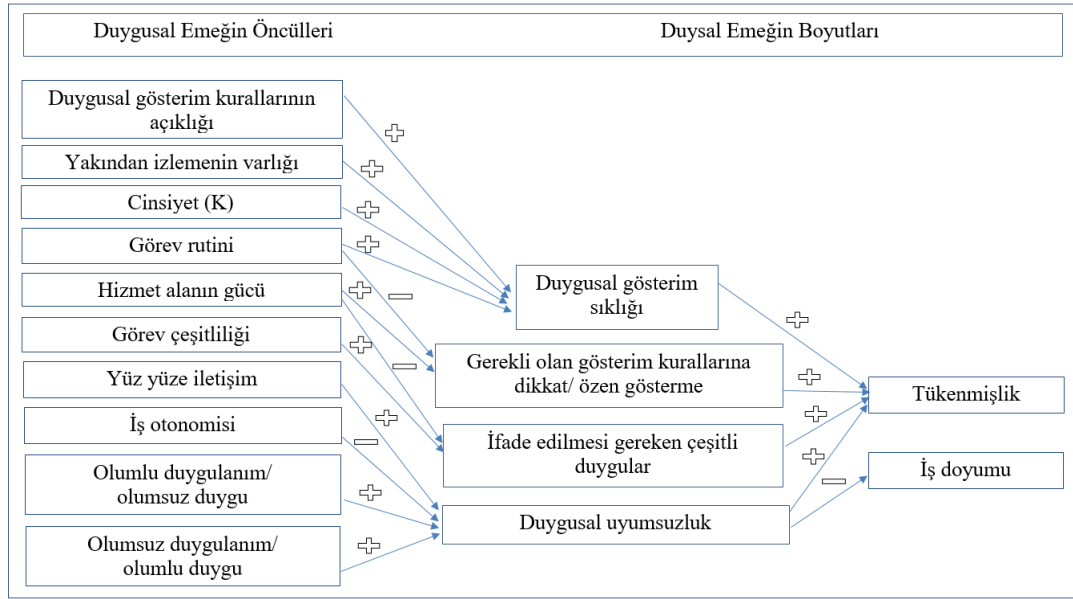 Duygusal Emeğin Öncülleri
Duysal Emeğin Boyutları
Duygusal gösterim kurallarının
açıklığı
Yakından izlemenin varlığı
Cinsiyet (K)
Görev rutini
Hizmet alanın gücü
Görev çeşitliliği
Yüz yüze iletişim
İş otonomisi
Olumlu duygulanım/
olumsuz duygu
Olumsuz duygulanım/
olumlu duygu
Duygusal gösterim
sıklığı
Gerekli olan gösterim kurallarına
dikkat/ özen gösterme
İfade edilmesi gereken çeşitli
duygular
Duygusal uyumsuzluk
Tükenmişlik
İş doyumu